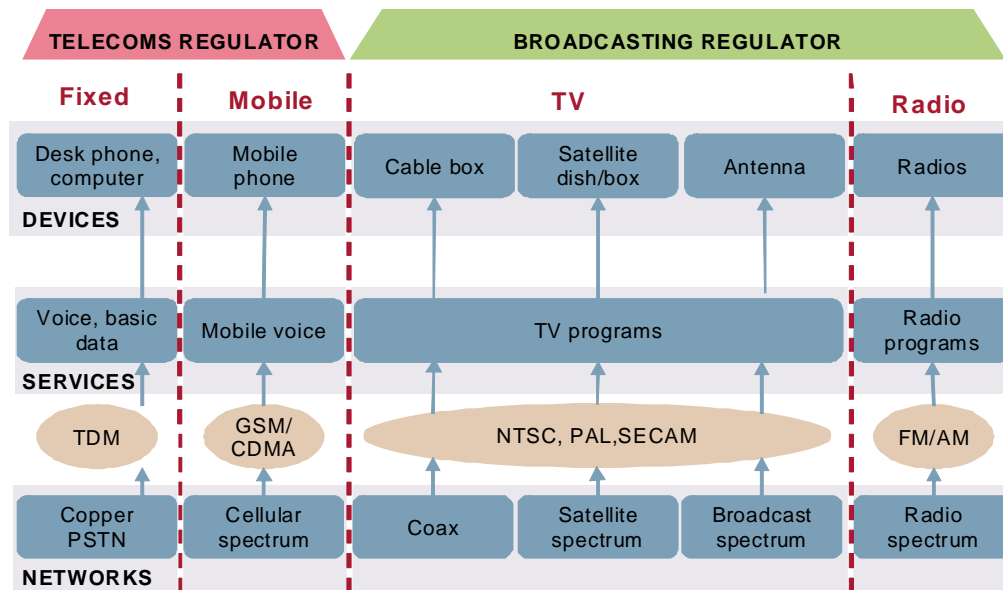 TELECOMS REGULATOR
BROADCASTING REGULATOR
Fixed
Mobile
TV
Radio
Desk phone,
computer
Mobile
phone
Cable box
Satellite
dish/box
Antenna
Radios
DEVICES
Voice, basic
data
Mobile voice
TV programs
Radio
programs
SERVICES
TDM
GSM/
CDMA
NTSC, PAL,SECAM
FM/AM
Copper
PSTN
Cellular
spectrum
Coax
Satellite
spectrum
Broadcast
spectrum
Radio
spectrum
NETWORKS